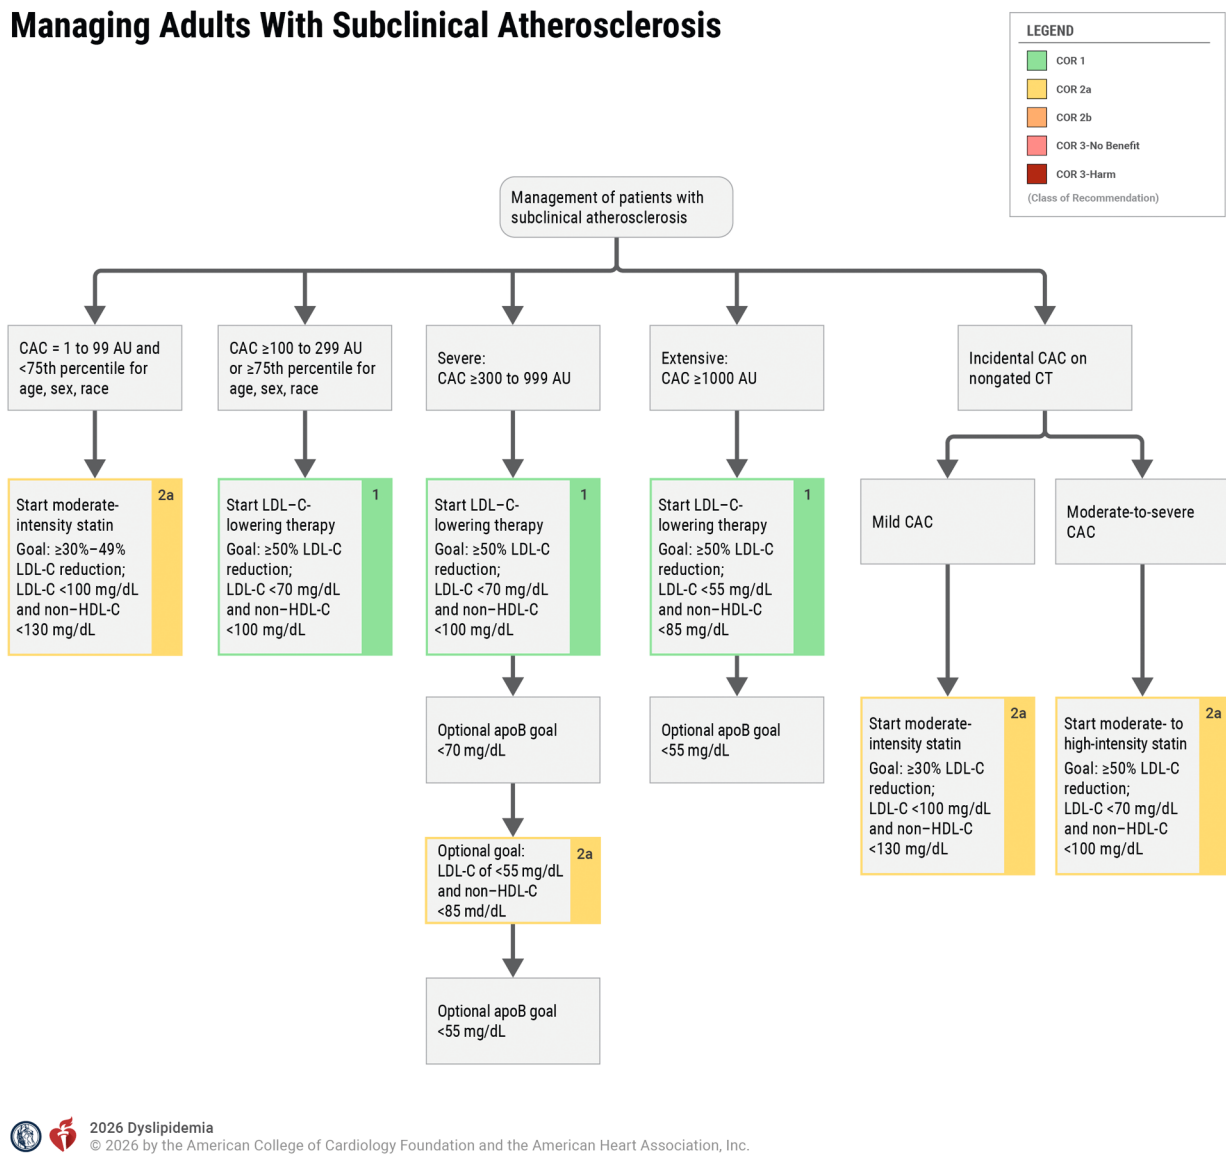 Managing Adults With Subclinical Atherosclerosis
LEGEND
COR 1
COR 2a
COR 2b
COR 3-No Benefit
COR 3-Harm
(Class of Recommendation)
Management of patients with
subclinical atherosclerosis
CAC = 1 to 99 AU and
<75th percentile for
age, sex, race
CAC ≥100 to 299 AU
or ≥75th percentile for
age, sex, race
Severe:
CAC ≥300 to 999 AU
Extensive:
CAC ≥1000 AU
Incidental CAC on
nongated CT
Start moderate-
intensity statin
Goal: ≥30%–49%
LDL-C reduction;
LDL-C <100 mg/dL
and non–HDL-C
<130 mg/dL
2a
Start LDL–C-
lowering therapy
Goal: ≥50% LDL-C
reduction;
LDL-C <70 mg/dL
and non–HDL-C
<100 mg/dL
1
Start LDL–C-
lowering therapy
Goal: ≥50% LDL-C
reduction;
LDL-C <70 mg/dL
and non–HDL-C
<100 mg/dL
1
Start LDL–C-
lowering therapy
Goal: ≥50% LDL-C
reduction;
LDL-C <55 mg/dL
and non–HDL-C
<85 mg/dL
1
Mild CAC
Moderate-to-severe
CAC
Optional apoB goal
<70 mg/dL
Optional apoB goal
<55 mg/dL
Start moderate-
intensity statin
Goal: ≥30% LDL-C
reduction;
LDL-C <100 mg/dL
and non–HDL-C
<130 mg/dL
2a
Start moderate- to
high-intensity statin
Goal: ≥50% LDL-C
reduction;
LDL-C <70 mg/dL
and non–HDL-C
<100 mg/dL
2a
Optional goal:
LDL-C of <55 mg/dL
and non–HDL-C
<85 md/dL
2a
Optional apoB goal
<55 mg/dL
2026 Dyslipidemia
© 2026 by the American College of Cardiology Foundation and the American Heart Association, Inc.